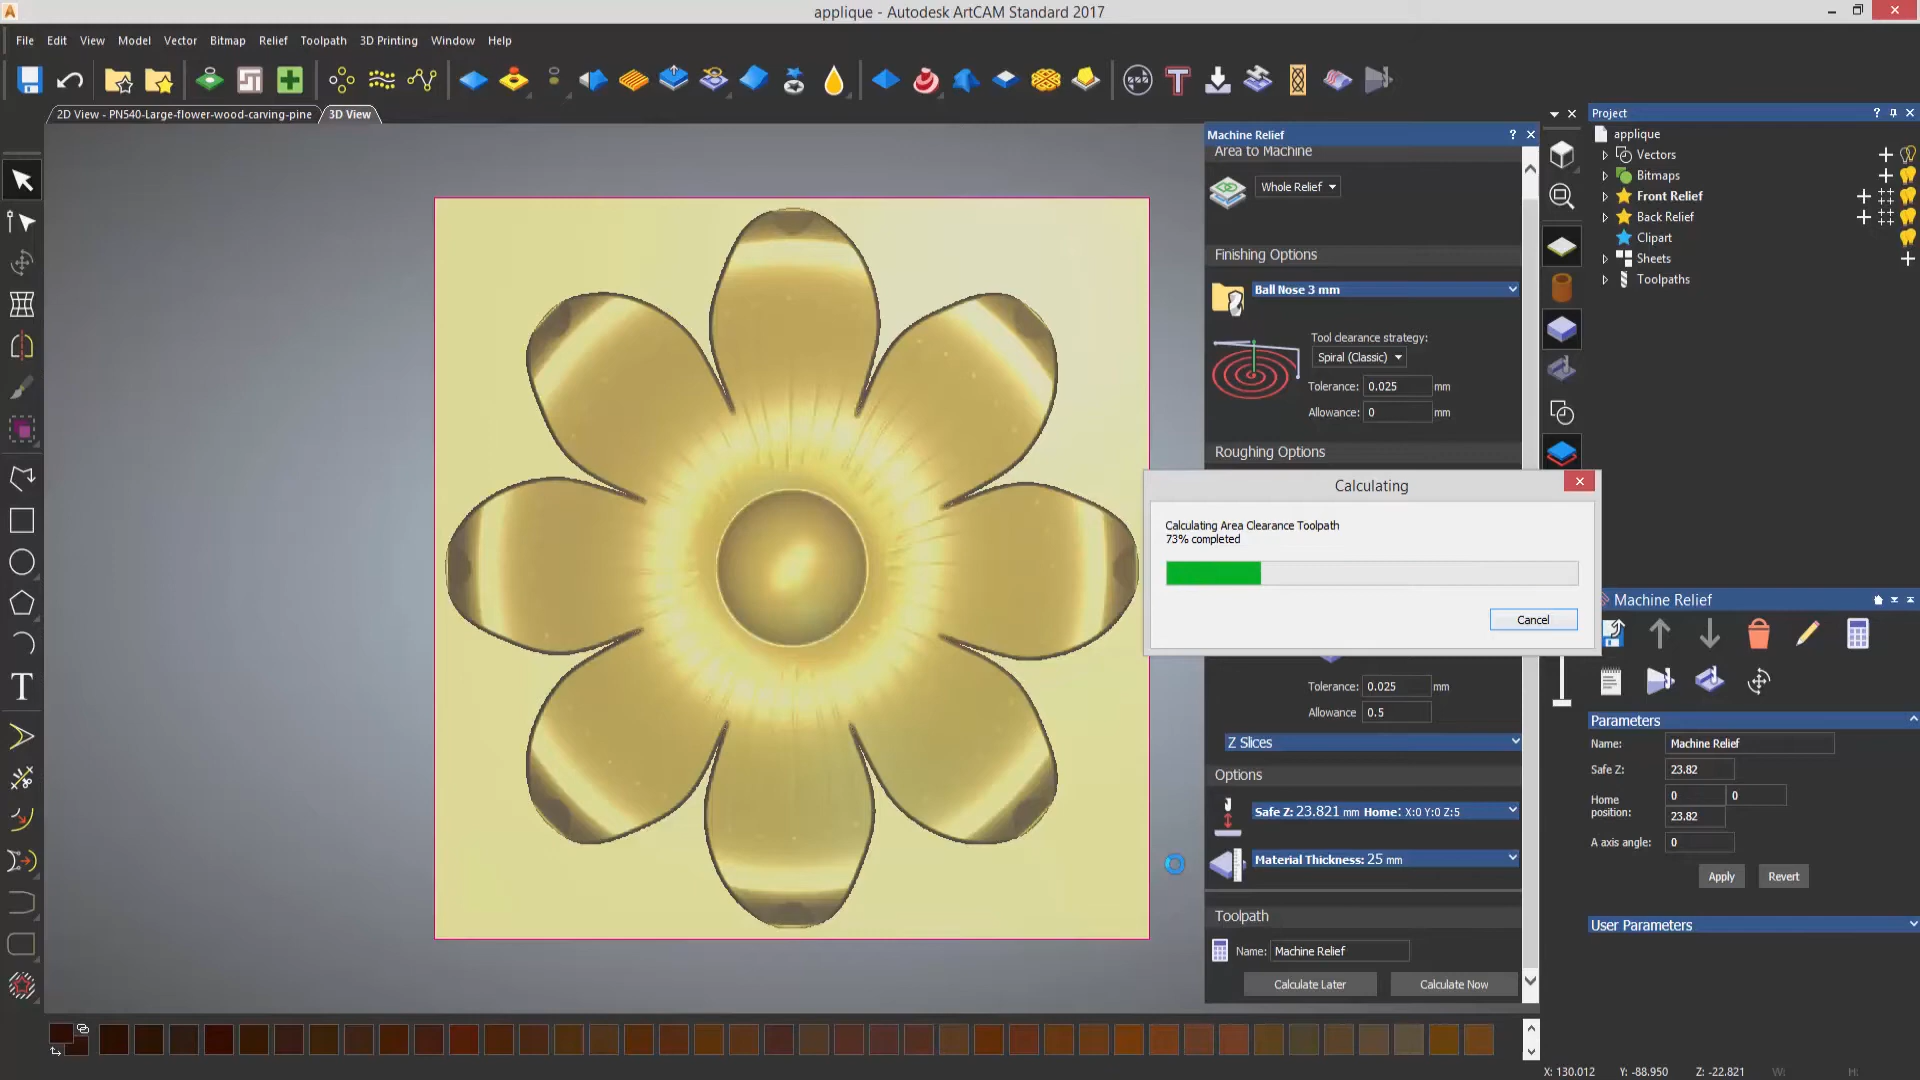 applique - Autodesk ArtCAM Standard 2017
File Edit View Model Vector Bitmap Relief Toolpath 3D Printing Window Help
2D View - PN540-Large-flower-wood-carving-pine 3D View
Machine Relief ?
Area to Machine
Whole Relief
Finishing Options
Ball Nose 3 mm
Tool clearance strategy:
Spiral (Classic)
Tolerance: 0.025 mm
Allowance: 0 mm
Roughing Options
Calculating
Calculating Area Clearance Toolpath
73% completed
Cancel
Tolerance: 0.025 mm
Allowance 0.5
Z Slices
Options
Safe Z: 23.821 mm Home: X:0 Y:0 Z:5
Material Thickness: 25 mm
Toolpath
Name: Machine Relief
Calculate Later Calculate Now
Project ?
applique
Vectors
Bitmaps
Front Relief
Back Relief
Clipart
Sheets
Toolpaths
Machine Relief
Parameters
Name: Machine Relief
Safe Z: 23.82
Home position: 0 0
23.82
A axis angle: 0
Apply Revert
User Parameters
X: 130.012 Y: -88.950 Z: -22.821 W: H: